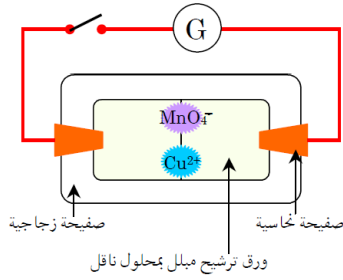 G
MnO₄⁻
Cu²⁺
صفيحة زجاجية
صفيحة نحاسية
ورق ترشيح مبلل بمحلول ناقل